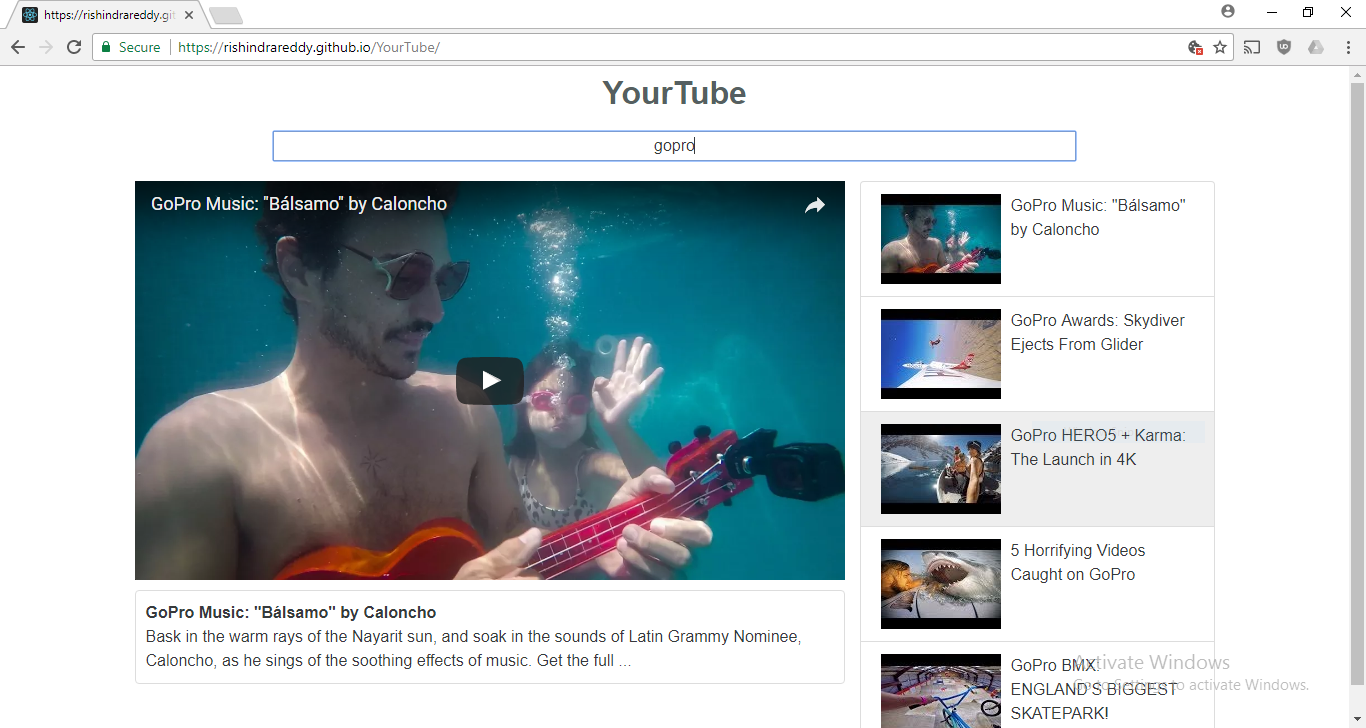 https://rishindrareddy.git
Secure
https://rishindrareddy.github.io/YourTube/
YourTube
gopro
GoPro Music: "Bálsamo" by Caloncho
GoPro Music: "Bálsamo" by Caloncho
Bask in the warm rays of the Nayarit sun, and soak in the sounds of Latin Grammy Nominee,
Caloncho, as he sings of the soothing effects of music. Get the full ...
GoPro Music: "Bálsamo"
by Caloncho
GoPro Awards: Skydiver
Ejects From Glider
GoPro HERO5 + Karma:
The Launch in 4K
5 Horrifying Videos
Caught on GoPro
GoPro BMX:
ENGLAND'S BIGGEST
SKATEPARK!
Activate Windows
Go to Settings to activate Windows.